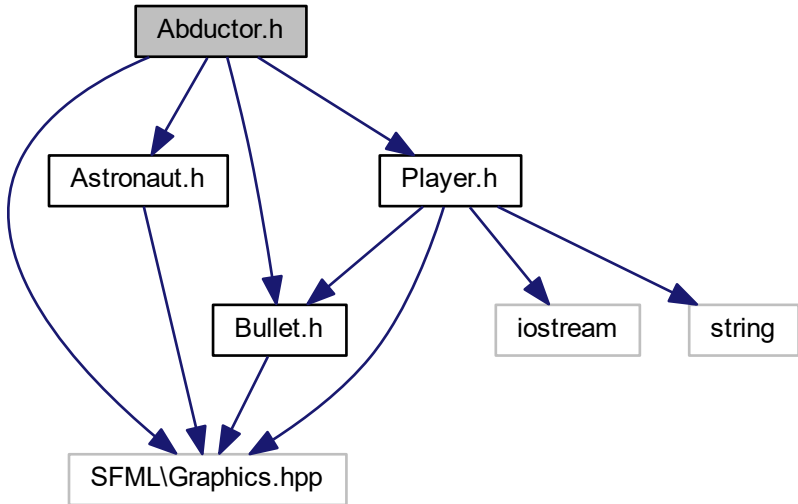 Abductor.h
Astronaut.h
Player.h
Bullet.h
iostream
string
SFML\Graphics.hpp